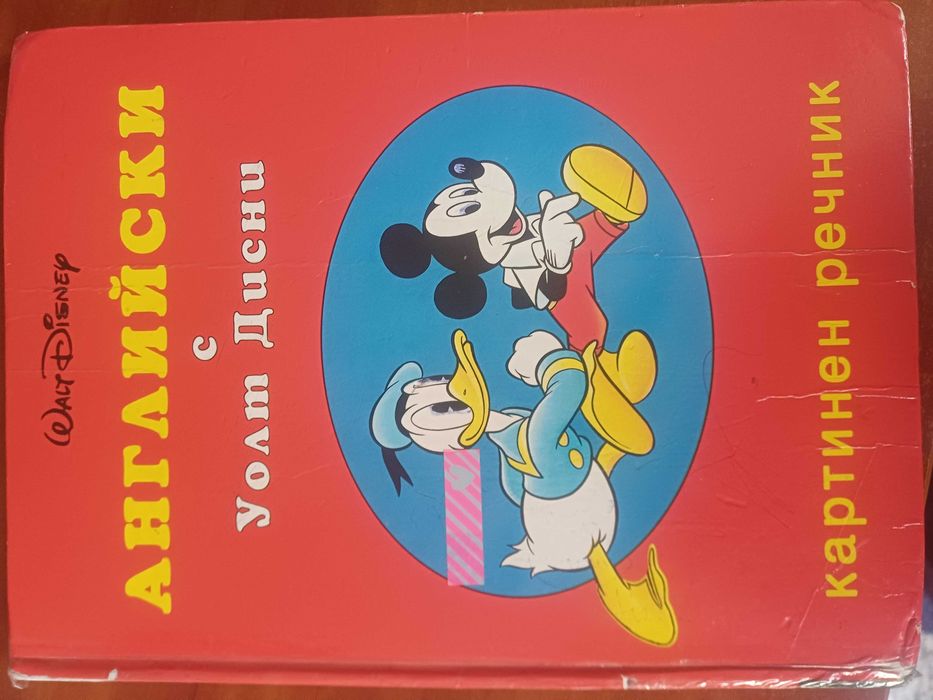 WALT DISNEY
АНГЛИЙСКИ
с
Уолт Дисни
картинен речник